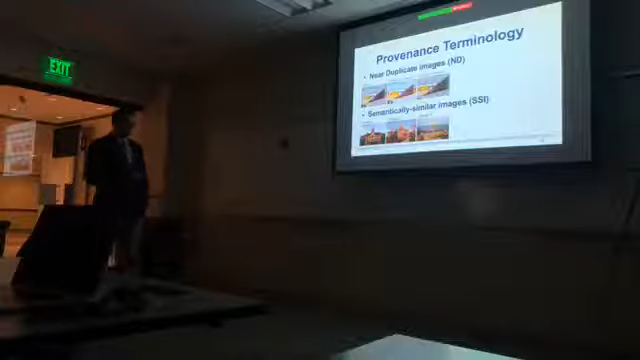 EXIT
Provenance Terminology
• Near Duplicate images (ND)
• Semantically-similar images (SSI)